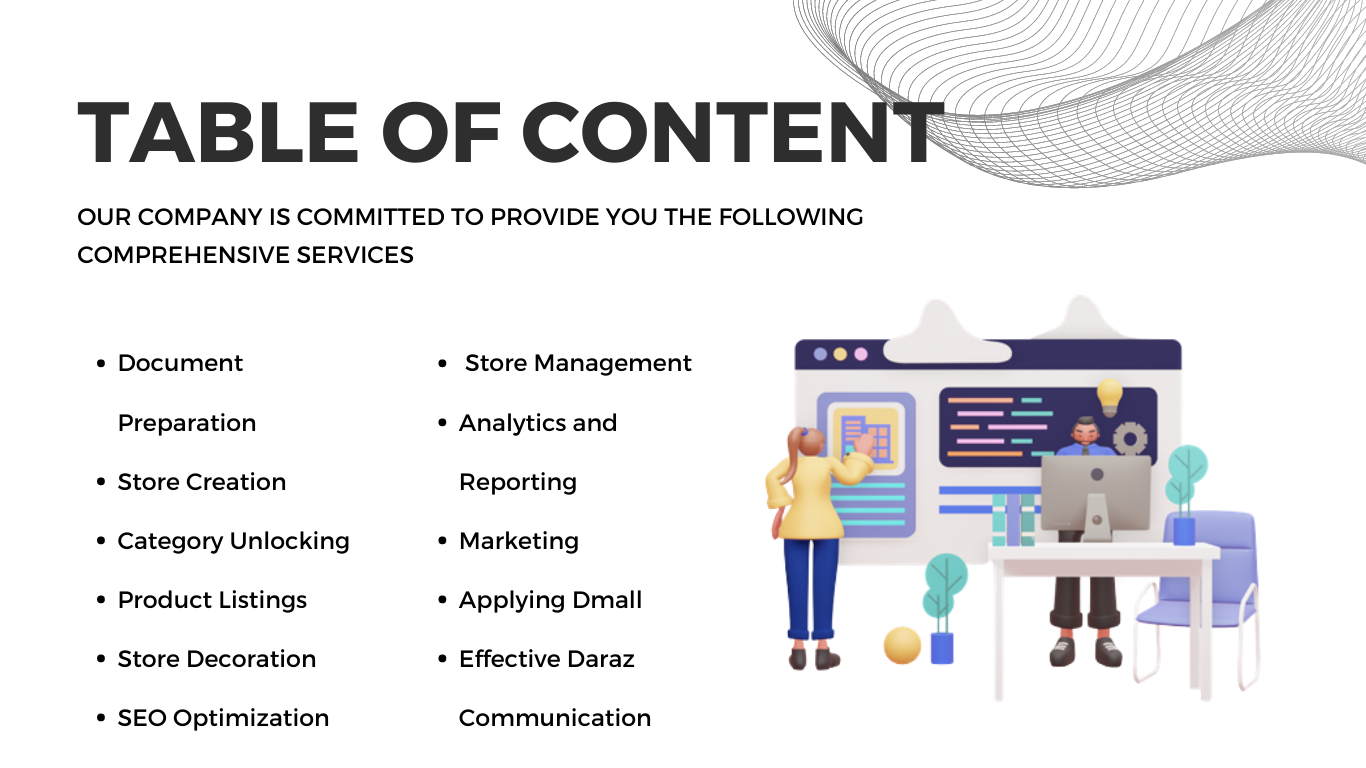 TABLE OF CONTENT
OUR COMPANY IS COMMITTED TO PROVIDE YOU THE FOLLOWING
COMPREHENSIVE SERVICES
• Document
Preparation
• Store Creation
• Category Unlocking
• Product Listings
• Store Decoration
• SEO Optimization
• Store Management
• Analytics and
Reporting
• Marketing
• Applying Dmall
• Effective Daraz
Communication